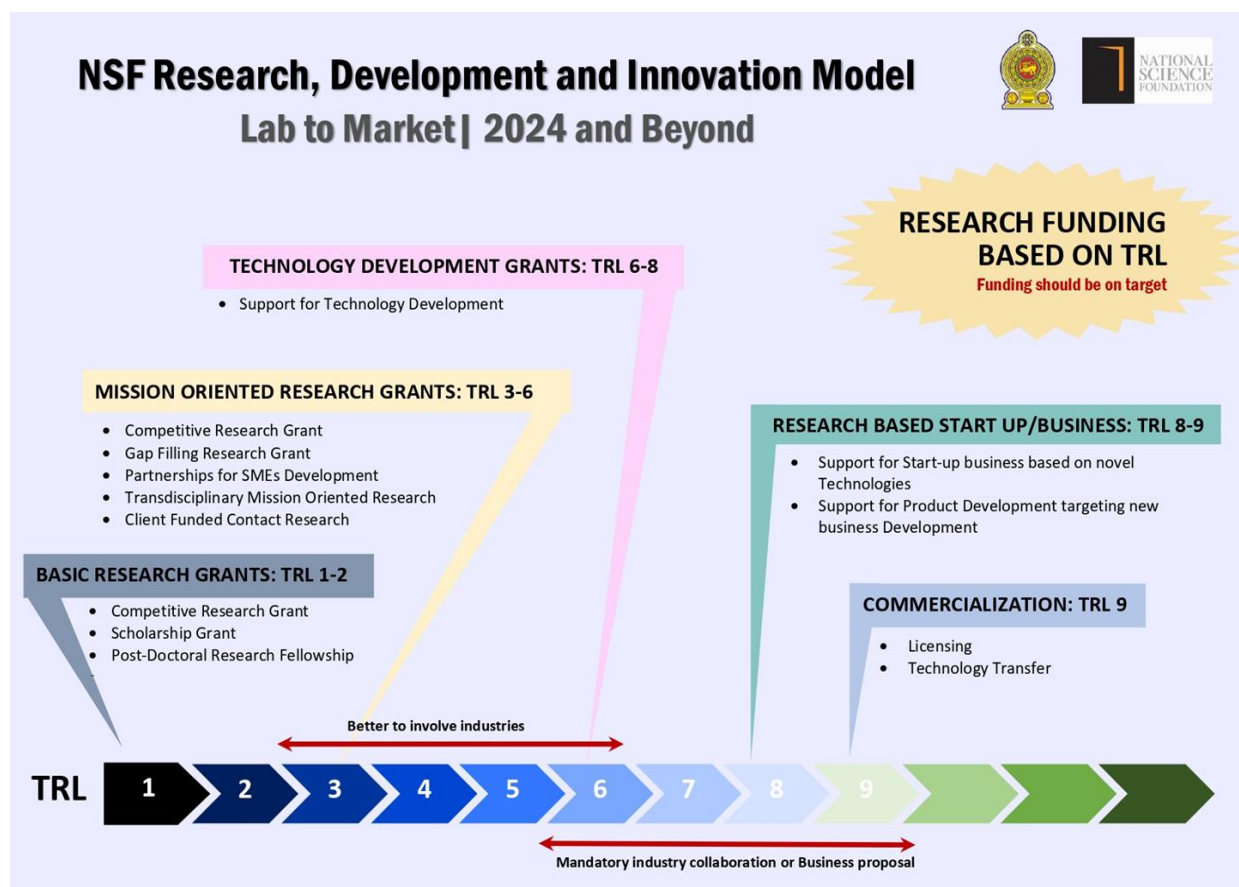 NSF Research, Development and Innovation Model
Lab to Market| 2024 and Beyond
NATIONAL
SCIENCE
FOUNDATION
RESEARCH FUNDING
BASED ON TRL
Funding should be on target
TECHNOLOGY DEVELOPMENT GRANTS: TRL 6-8
• Support for Technology Development
MISSION ORIENTED RESEARCH GRANTS: TRL 3-6
• Competitive Research Grant
• Gap Filling Research Grant
• Partnerships for SMEs Development
• Transdisciplinary Mission Oriented Research
• Client Funded Contact Research
RESEARCH BASED START UP/BUSINESS: TRL 8-9
• Support for Start-up business based on novel
Technologies
• Support for Product Development targeting new
business Development
BASIC RESEARCH GRANTS: TRL 1-2
• Competitive Research Grant
• Scholarship Grant
• Post-Doctoral Research Fellowship
COMMERCIALIZATION: TRL 9
• Licensing
• Technology Transfer
Better to involve industries
TRL 1 2 3 4 5 6 7 8 9
Mandatory industry collaboration or Business proposal